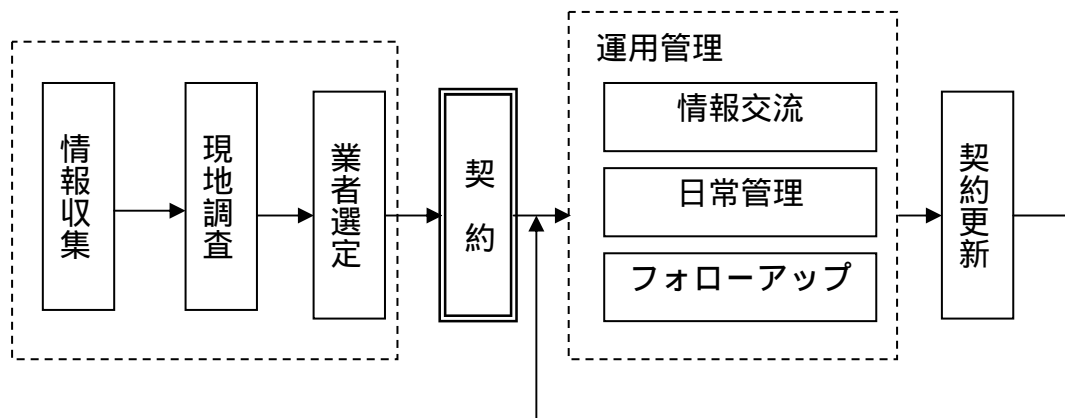 情報収集
現地調査
業者選定
契約
運用管理
情報交流
日常管理
フォローアップ
契約更新